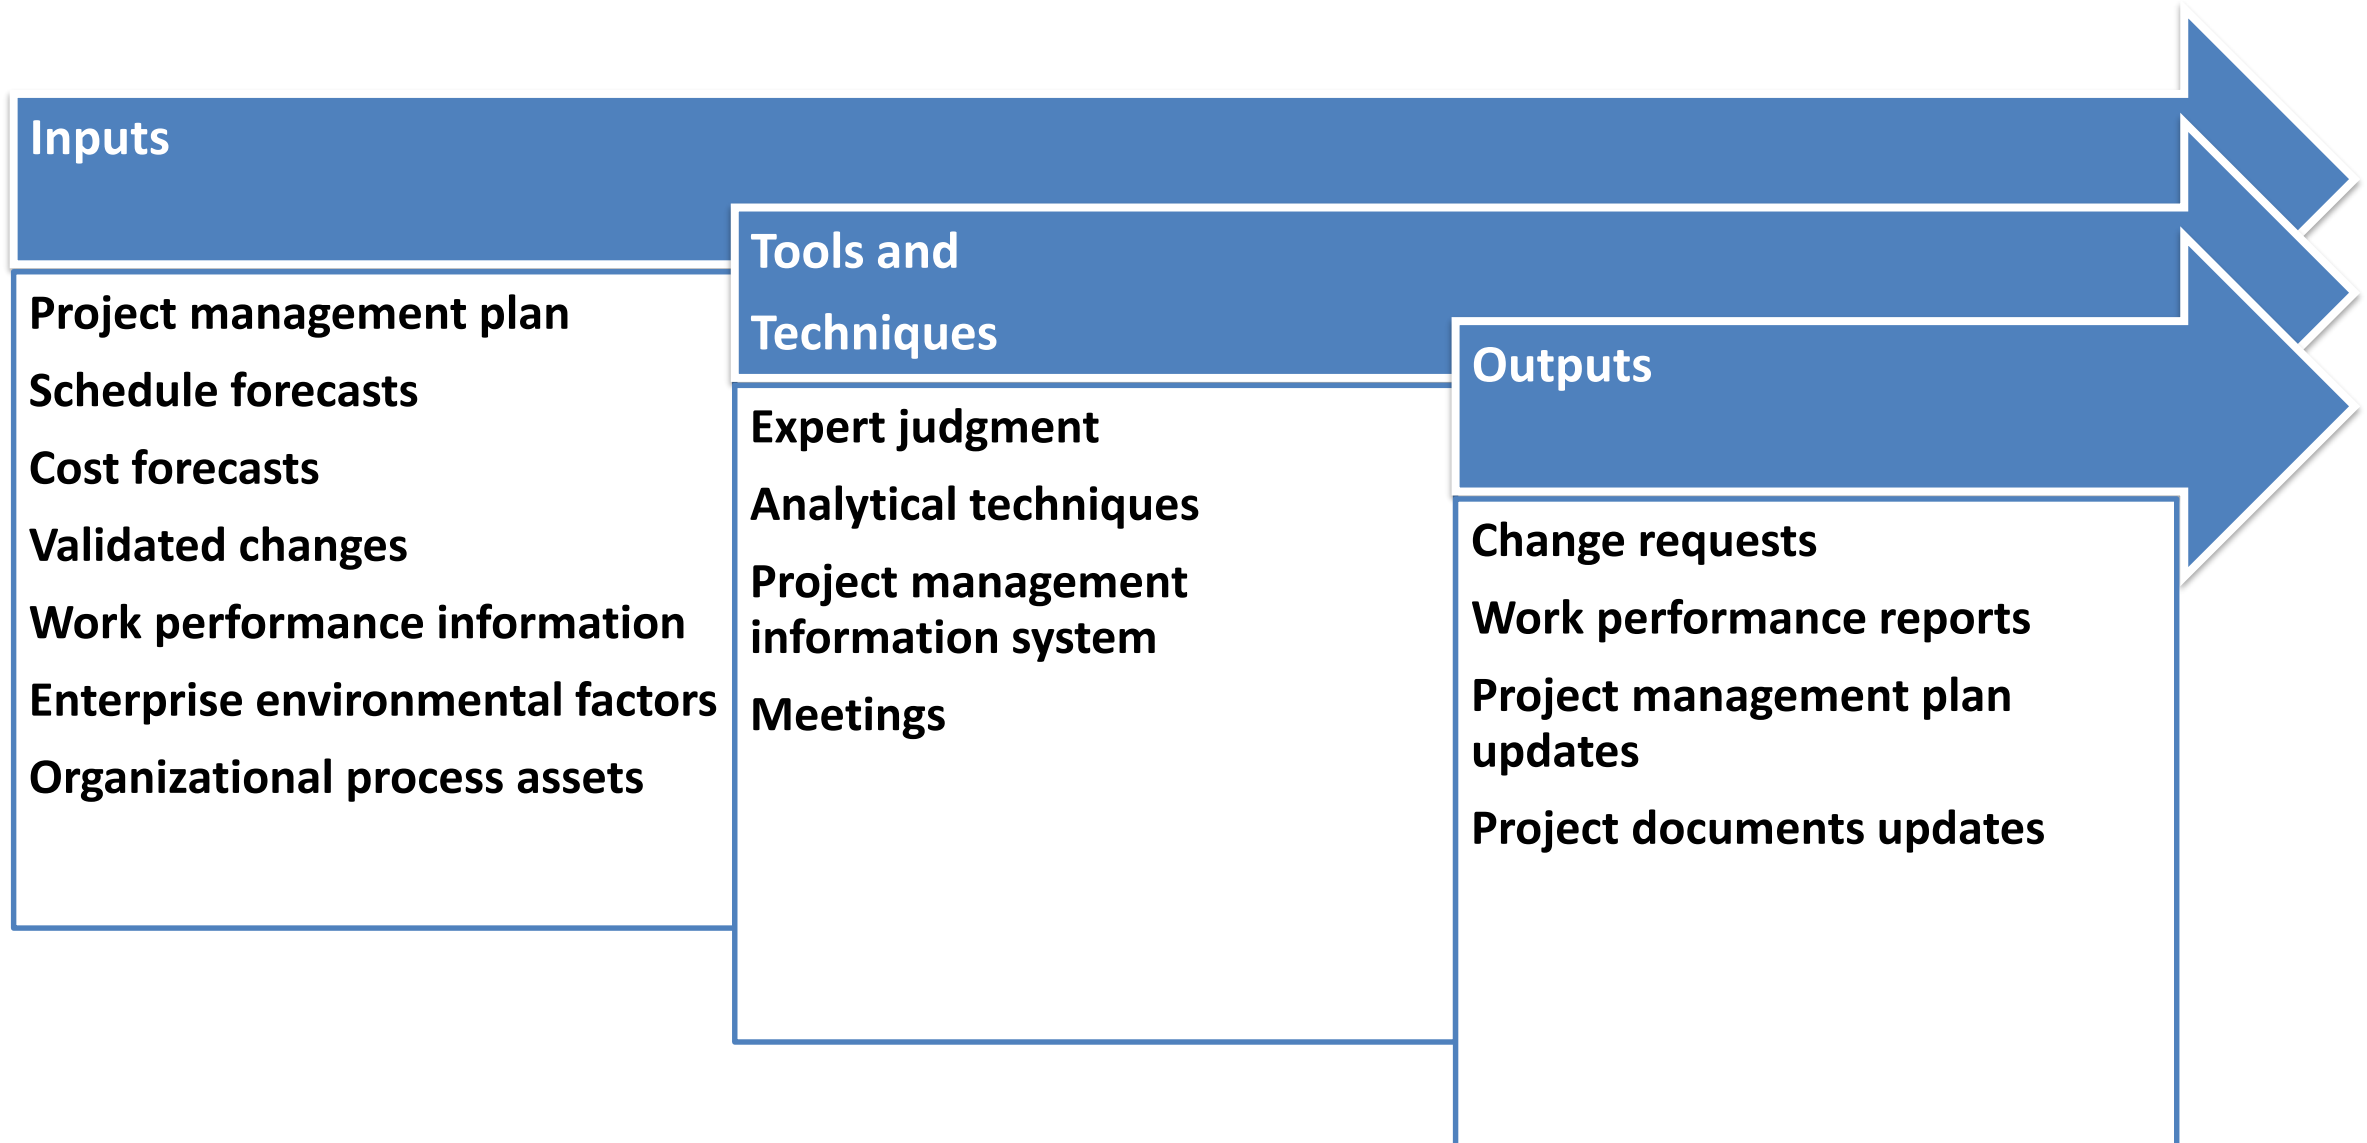 Inputs
Project management plan
Schedule forecasts
Cost forecasts
Validated changes
Work performance information
Enterprise environmental factors
Organizational process assets
Tools and
Techniques
Expert judgment
Analytical techniques
Project management
information system
Meetings
Outputs
Change requests
Work performance reports
Project management plan
updates
Project documents updates